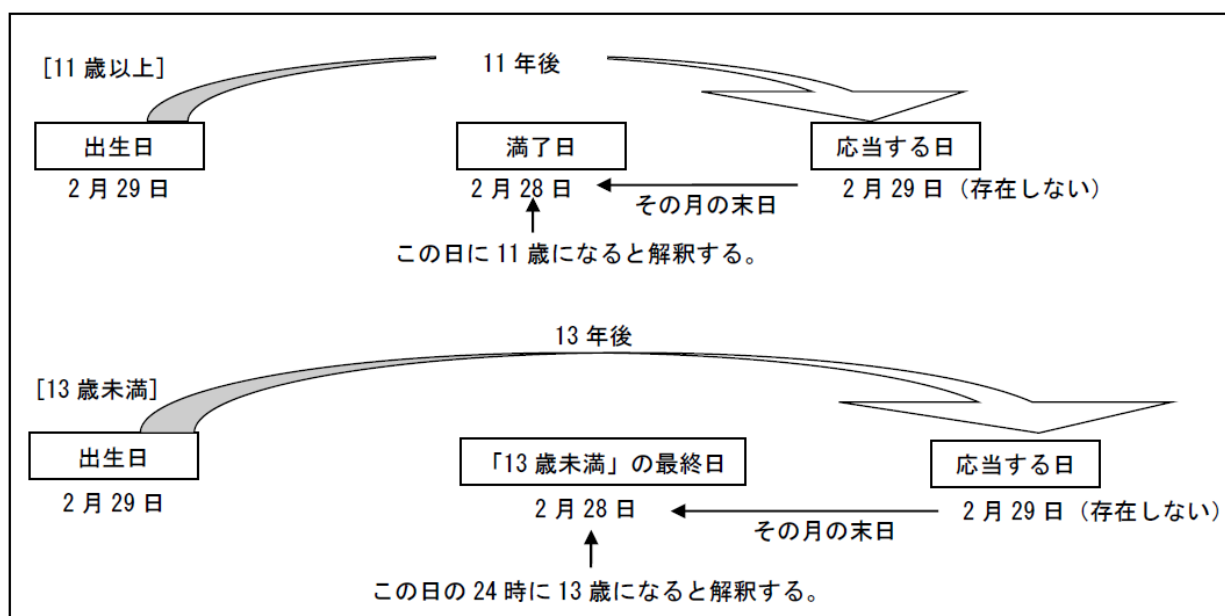 11 年後
[11 歳以上]
出生日
満了日
応当する日
2 月 29 日
2 月 28 日
2 月 29 日（存在しない）
その月の末日
この日に 11 歳になると解釈する。
13 年後
[13 歳未満]
出生日
「13 歳未満」の最終日
応当する日
2 月 29 日
2 月 28 日
2 月 29 日（存在しない）
その月の末日
この日の 24 時に 13 歳になると解釈する。